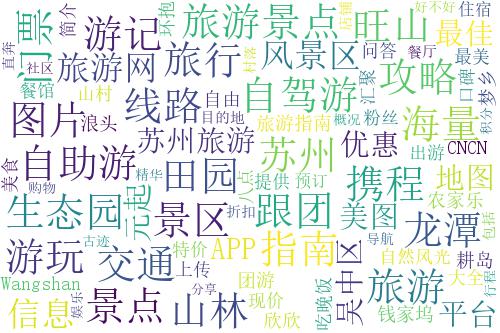 门票
简介
游记
环抱
旅游景点
店铺
旺山
好不好
住宿
最佳
直奔
社区
旅游网
旅行
风景区
问答
餐厅
最美
攻略
口碑
梦乡
餐馆
山村
线路
自由
自驾游
汇聚
村落
目的地
图片
浪头
苏州旅游
旅游指南
概况
粉丝
海量
积分
自助游
苏州
优惠
出游
CNCN
美食
精华
田园
八点
提供
预订
携程
地图
购物
生态园
元起
景区
折扣
跟团
美图
农家乐
龙潭
包括
古迹
特价
导航
游玩
交通
APP
指南
吴中区
自然风光
耕岛
Wangshan
上传
旅游
大全
行程
信息
娱乐
景点
分享
山林
团游
现价
欣欣
吃晚饭
钱家坞
平台